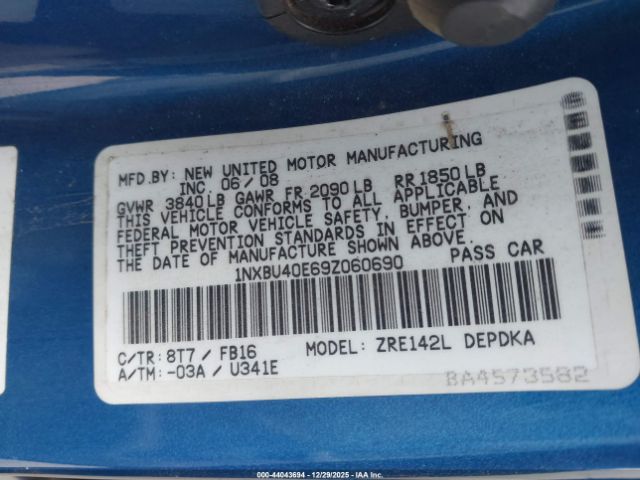 MFD.BY: NEW UNITED MOTOR MANUFACTURING
INC. 06/08
GVWR 3840LB GAWR FR 2090LB RR 1850LB
THIS VEHICLE CONFORMS TO ALL APPLICABLE
FEDERAL MOTOR VEHICLE SAFETY, BUMPER, AND
THEFT PREVENTION STANDARDS IN EFFECT ON
THE DATE OF MANUFACTURE SHOWN ABOVE.
1NXBU40E69Z060690 PASS CAR
C/TR: 8T7 / FB16 MODEL: ZRE142L DEPDKA
A/TM: -03A / U341E
BA4573582
© 44043694 - 12/29/2025 - IAA Inc.